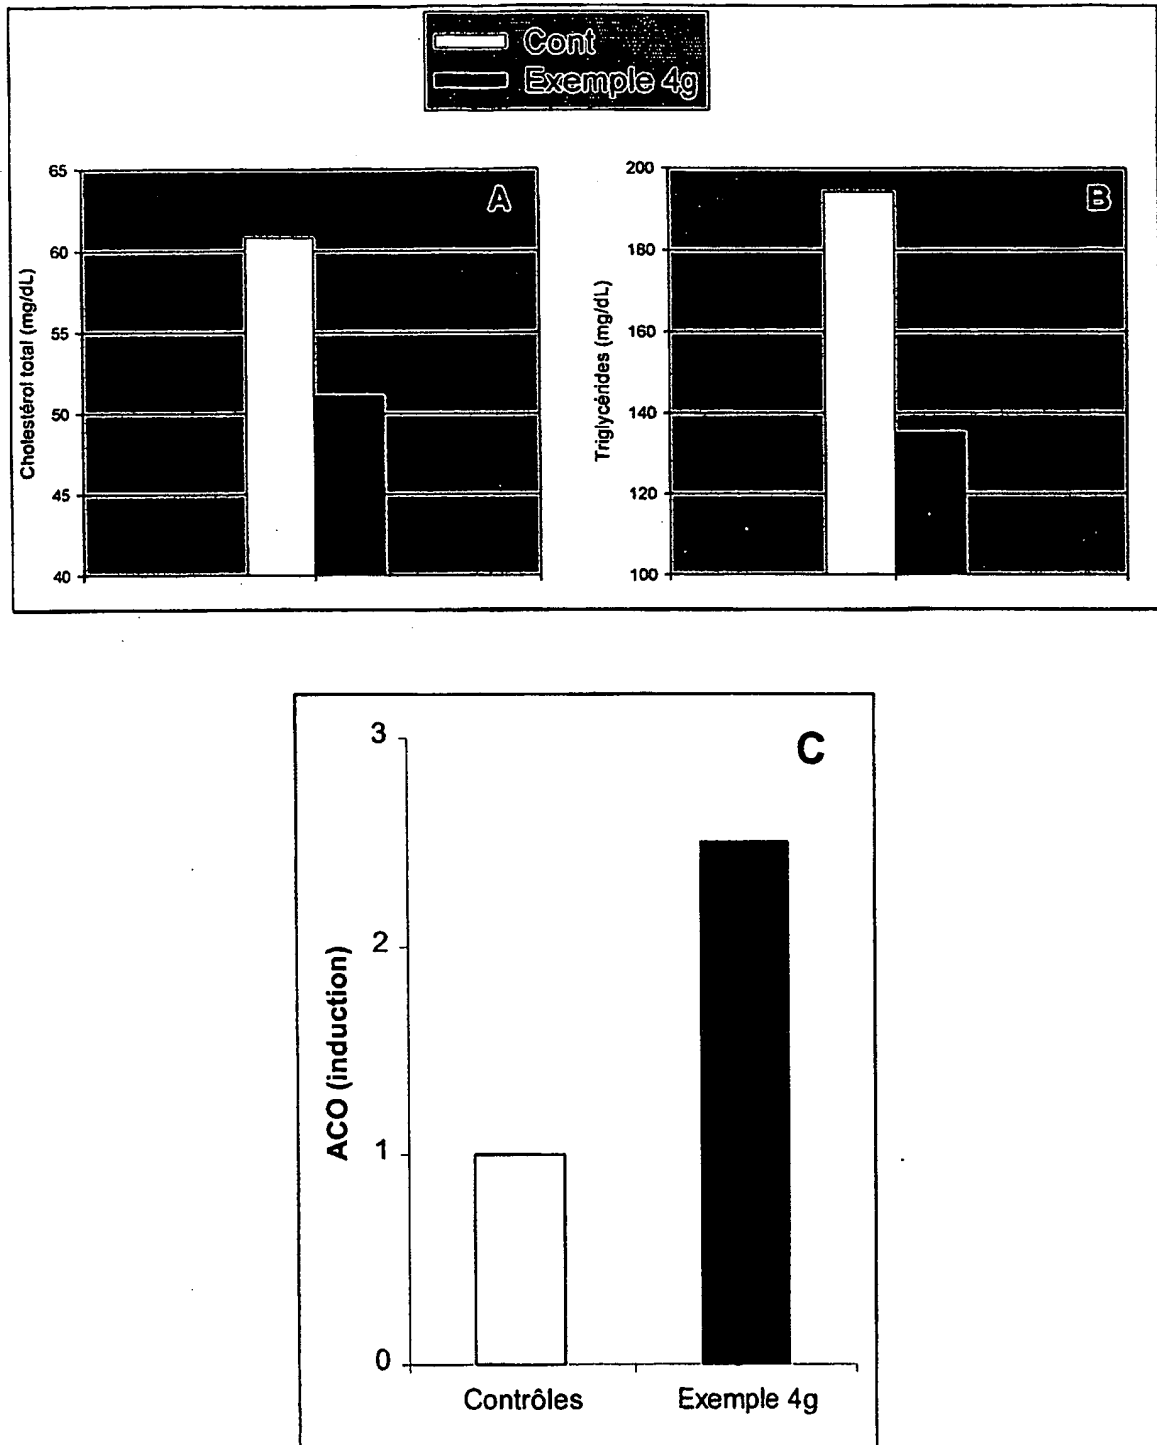 Cont
Exemple 4g
A
65
60
55
50
45
40
Cholestérol total (mg/dL)
B
200
180
160
140
120
100
Triglycérides (mg/dL)
C
3
2
1
0
ACO (induction)
Contrôles
Exemple 4g